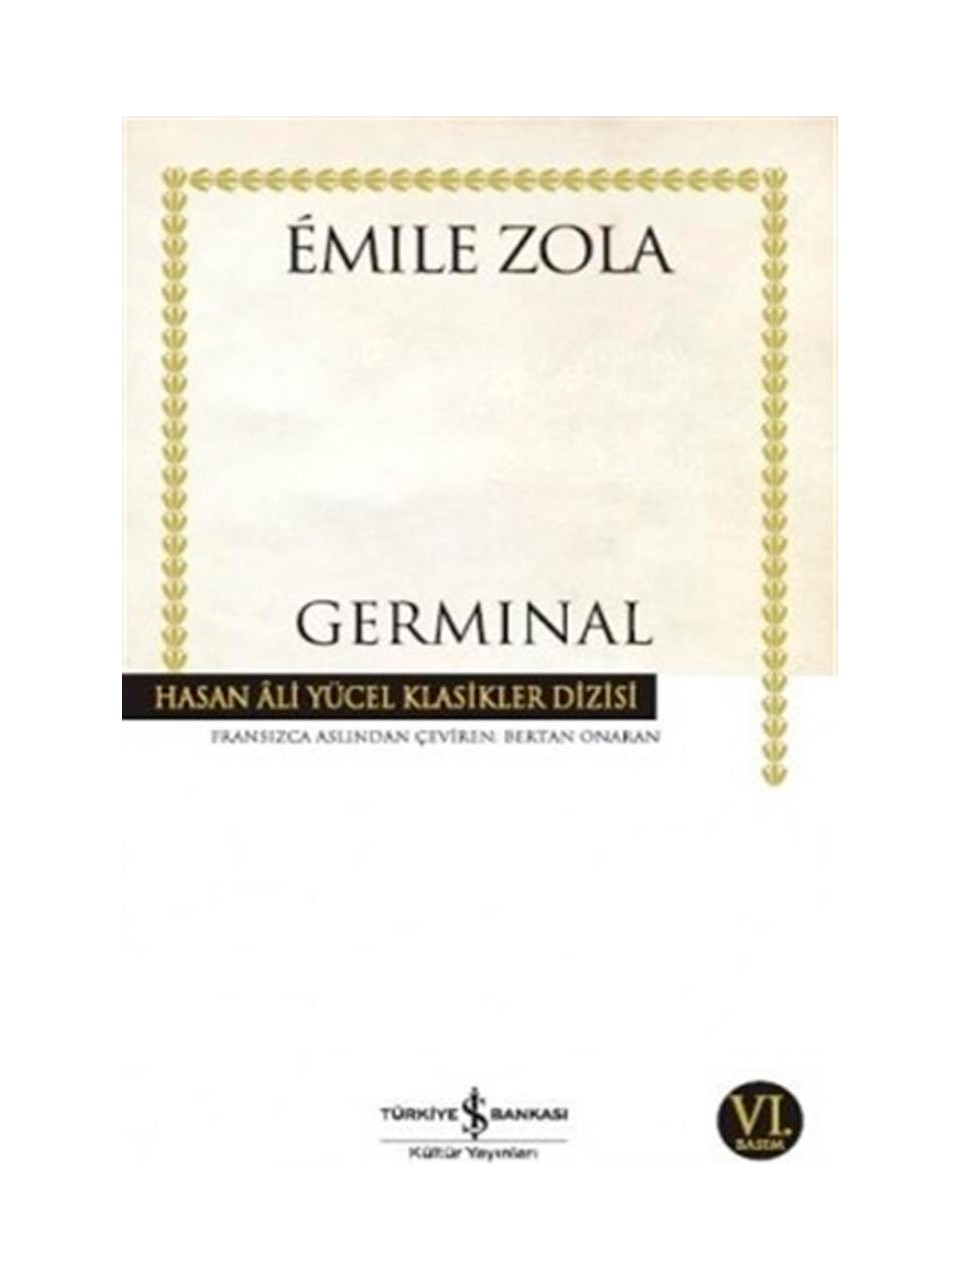 ÉMILE ZOLA
GERMINAL
HASAN ÂLİ YÜCEL KLASİKLER DİZİSİ
FRANSIZCA ASLINDAN ÇEVİREN: BERTAN ONARAN
TÜRKİYE İŞ BANKASI
Kültür Yayınları
VI.
BASIM